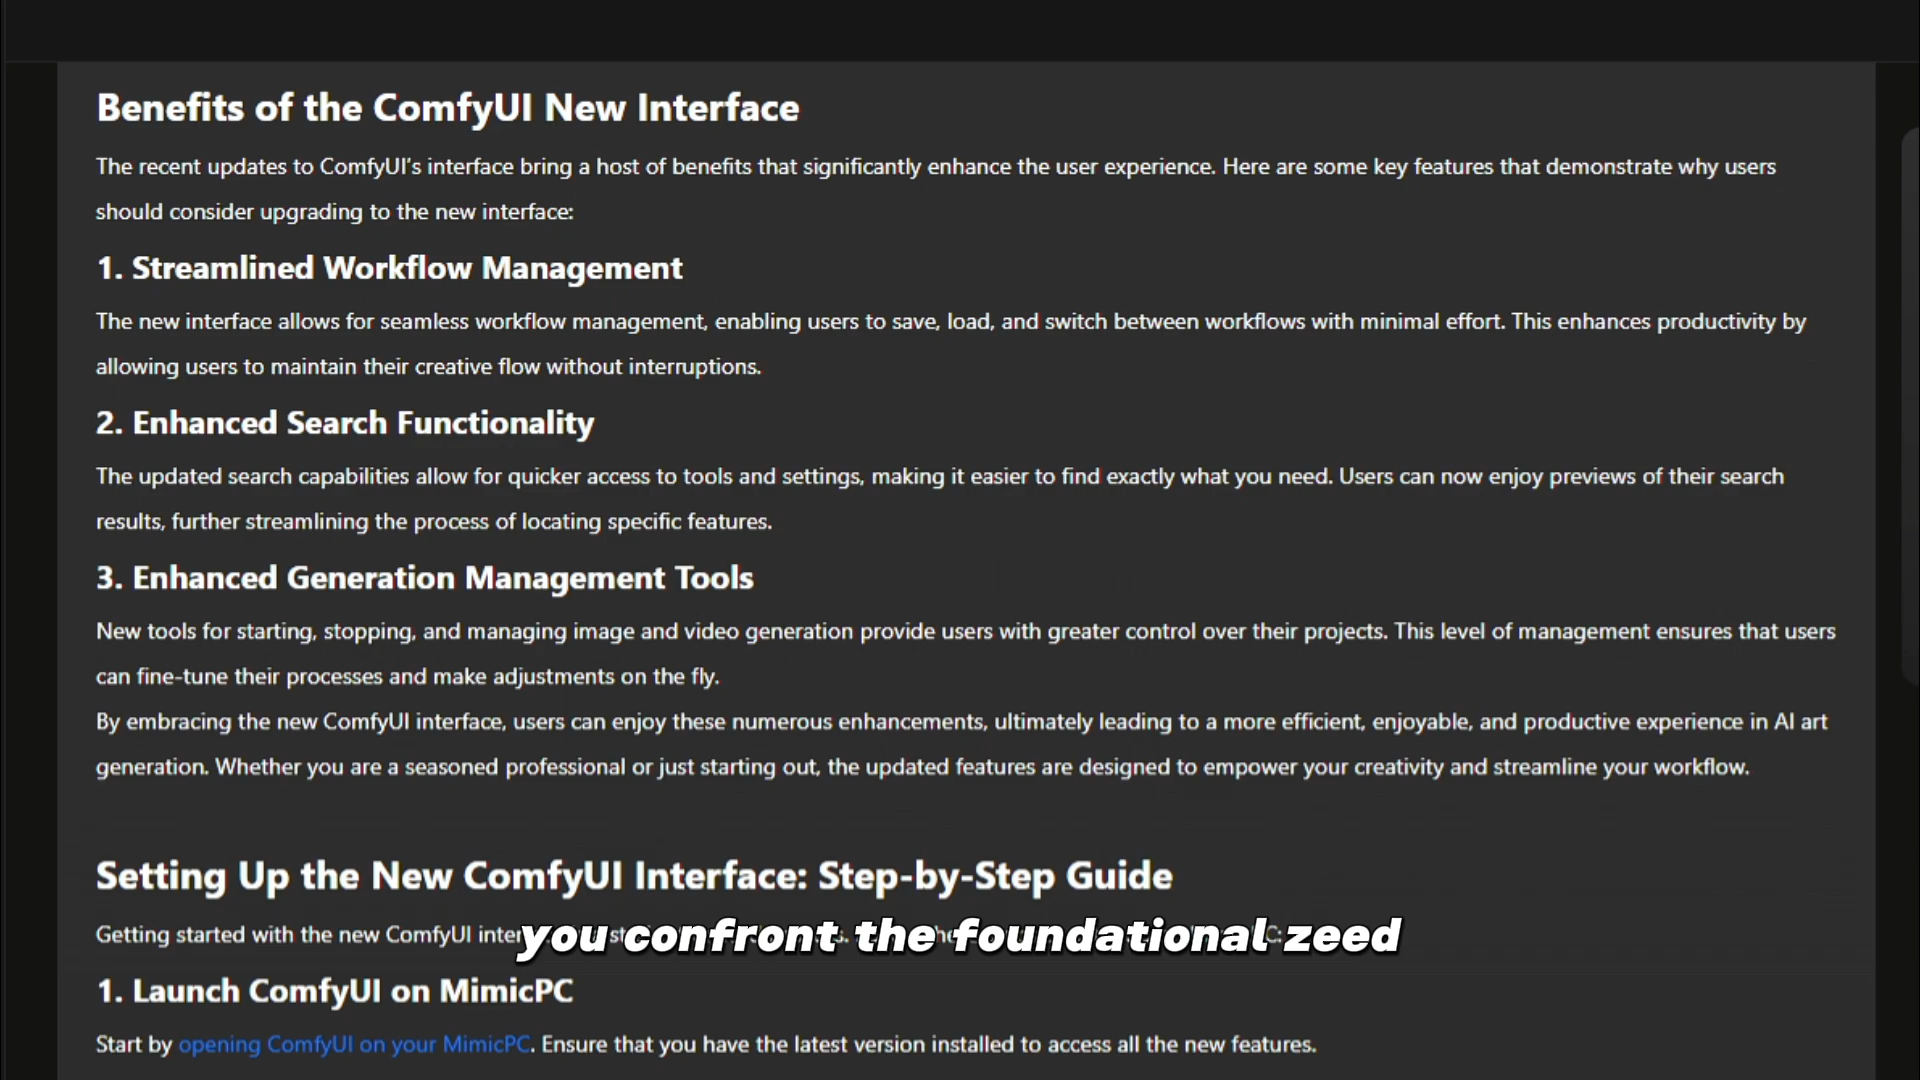 Benefits of the ComfyUI New Interface
The recent updates to ComfyUI's interface bring a host of benefits that significantly enhance the user experience. Here are some key features that demonstrate why users
should consider upgrading to the new interface:
1. Streamlined Workflow Management
The new interface allows for seamless workflow management, enabling users to save, load, and switch between workflows with minimal effort. This enhances productivity by
allowing users to maintain their creative flow without interruptions.
2. Enhanced Search Functionality
The updated search capabilities allow for quicker access to tools and settings, making it easier to find exactly what you need. Users can now enjoy previews of their search
results, further streamlining the process of locating specific features.
3. Enhanced Generation Management Tools
New tools for starting, stopping, and managing image and video generation provide users with greater control over their projects. This level of management ensures that users
can fine-tune their processes and make adjustments on the fly.
By embracing the new ComfyUI interface, users can enjoy these numerous enhancements, ultimately leading to a more efficient, enjoyable, and productive experience in AI art
generation. Whether you are a seasoned professional or just starting out, the updated features are designed to empower your creativity and streamline your workflow.
Setting Up the New ComfyUI Interface: Step-by-Step Guide
Getting started with the new ComfyUI
you confront the foundational zeed
1. Launch ComfyUI on MimicPC
Start by opening ComfyUI on your MimicPC. Ensure that you have the latest version installed to access all the new features.